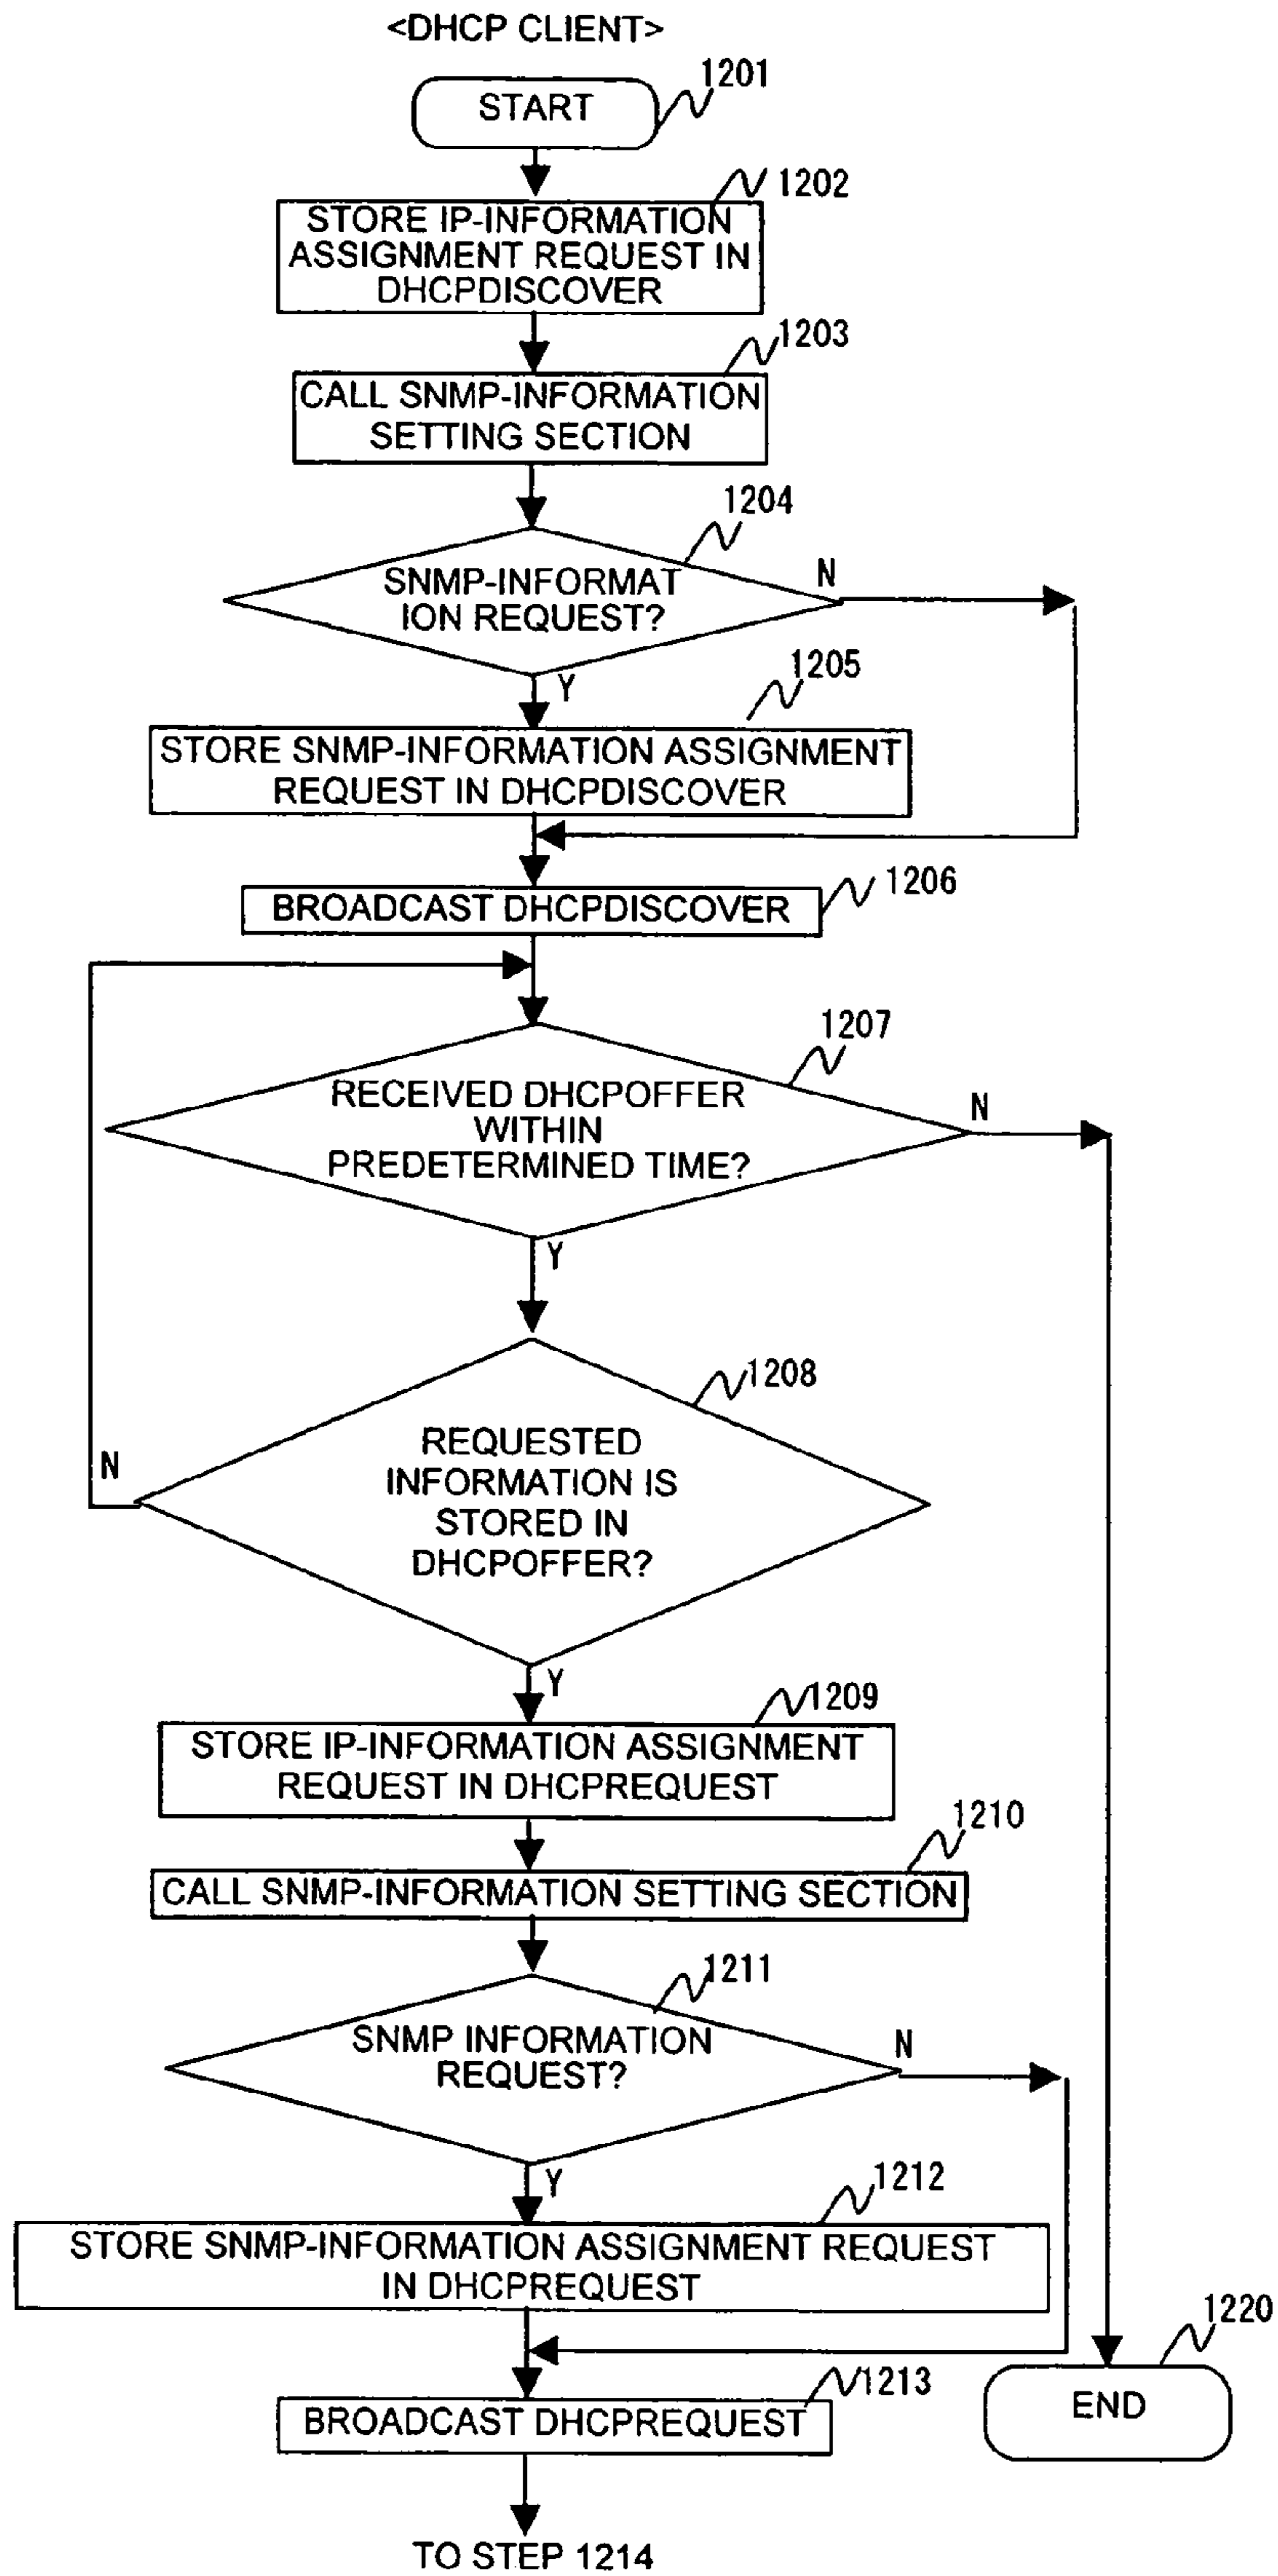 <DHCP CLIENT>
START
1201
1202
STORE IP-INFORMATION
ASSIGNMENT REQUEST IN
DHCPDISCOVER
1203
CALL SNMP-INFORMATION
SETTING SECTION
1204
SNMP-INFORMAT
ION REQUEST?
N
Y
1205
STORE SNMP-INFORMATION ASSIGNMENT
REQUEST IN DHCPDISCOVER
1206
BROADCAST DHCPDISCOVER
1207
RECEIVED DHCPOFFER
WITHIN
PREDETERMINED TIME?
N
Y
1208
REQUESTED
INFORMATION IS
STORED IN
DHCPOFFER?
N
Y
1209
STORE IP-INFORMATION ASSIGNMENT
REQUEST IN DHCPREQUEST
1210
CALL SNMP-INFORMATION SETTING SECTION
1211
SNMP INFORMATION
REQUEST?
N
Y
1212
STORE SNMP-INFORMATION ASSIGNMENT REQUEST
IN DHCPREQUEST
1213
BROADCAST DHCPREQUEST
1220
END
TO STEP 1214